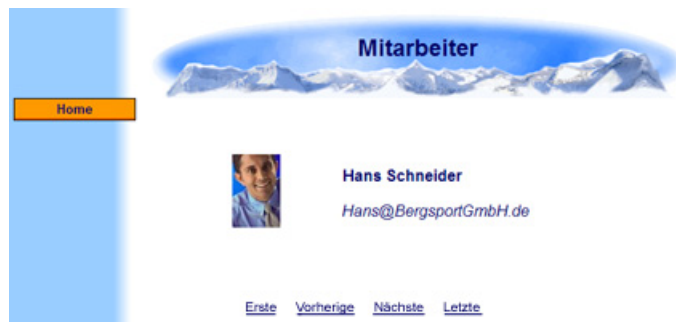 Mitarbeiter
Home
Hans Schneider
Hans@BergsportGmbH.de
Erste Vorherige Nächste Letzte